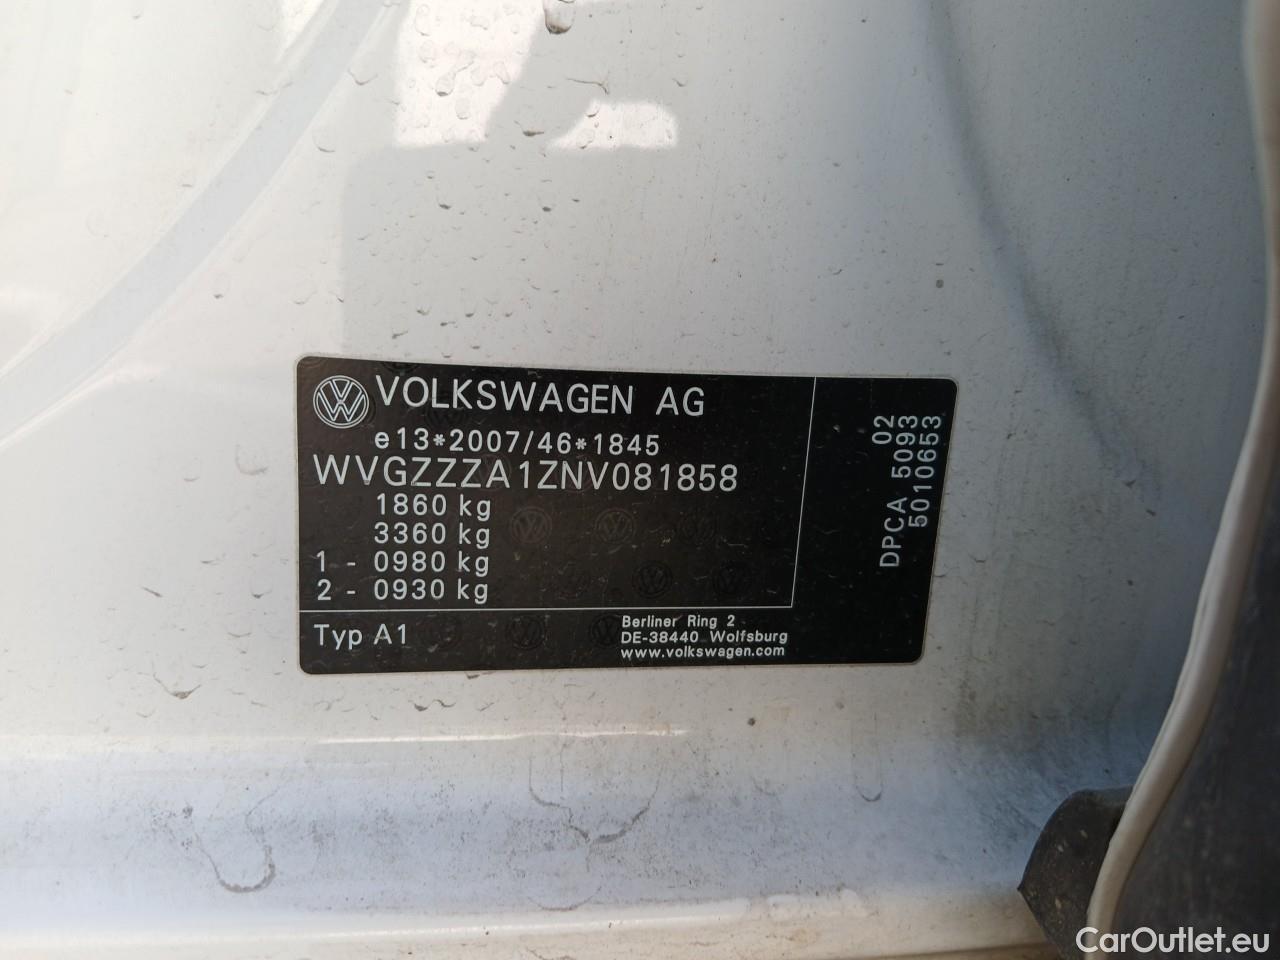 VOLKSWAGEN AG
e13*2007/46*1845
WVGZZZA1ZNV081858
1860 kg
3360 kg
1 - 0980 kg
2 - 0930 kg
Typ A1
Berliner Ring 2
DE-38440 Wolfsburg
www.volkswagen.com
02
DPCA 5093
5010653
CarOutlet.eu